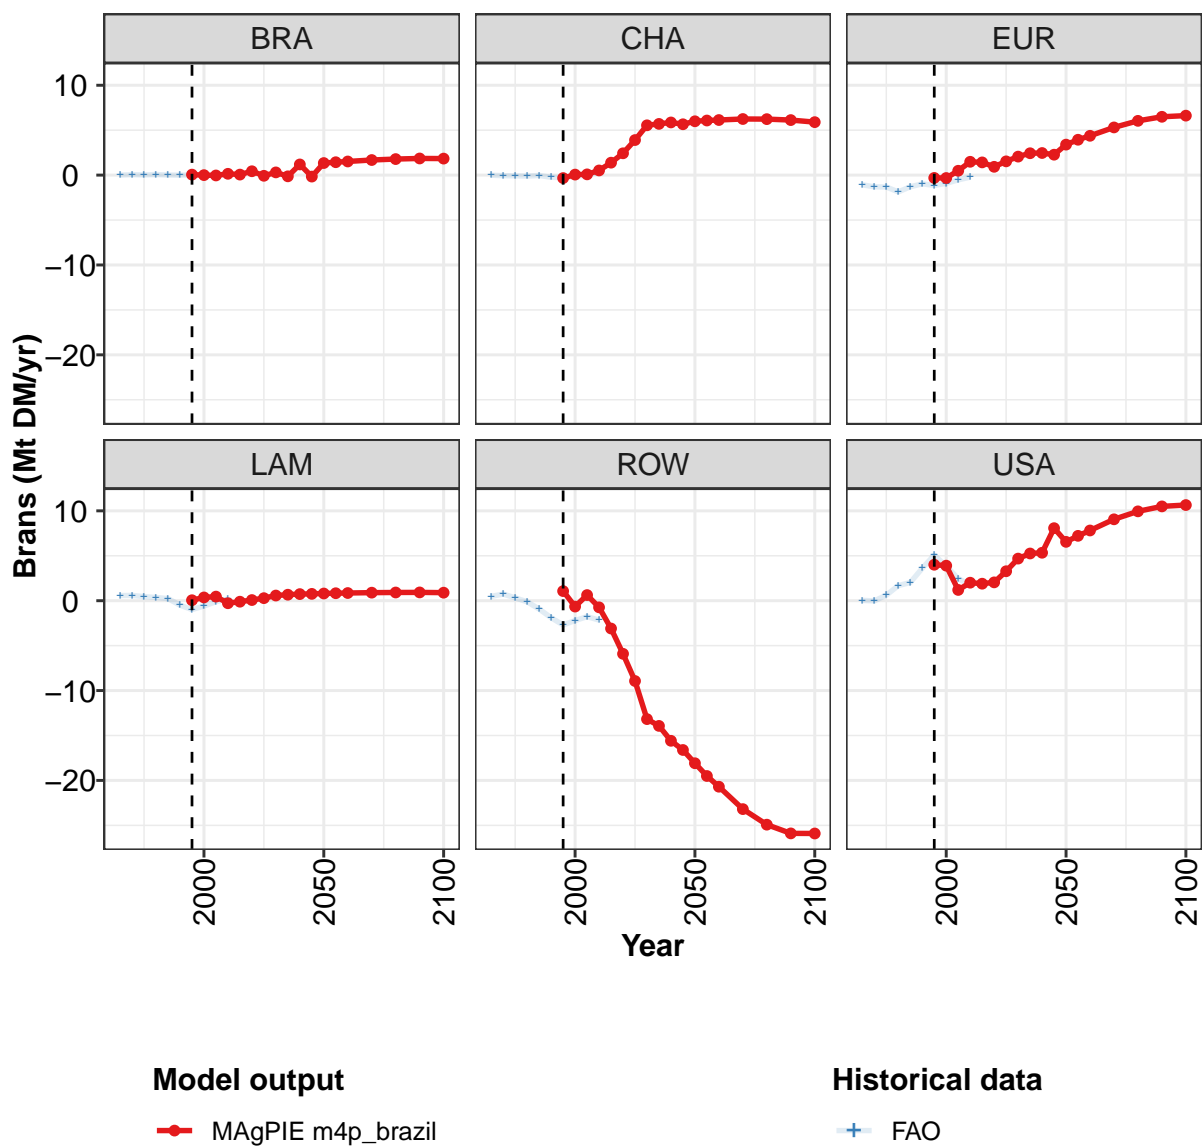 BRA CHA EUR
10
0
−10
−20
LAM ROW USA
10
0
−10
−20
Brans (Mt DM/yr)
2000 2050 2100 2000 2050 2100 2000 2050 2100
Year
Model output Historical data
MAgPIE m4p_brazil FAO